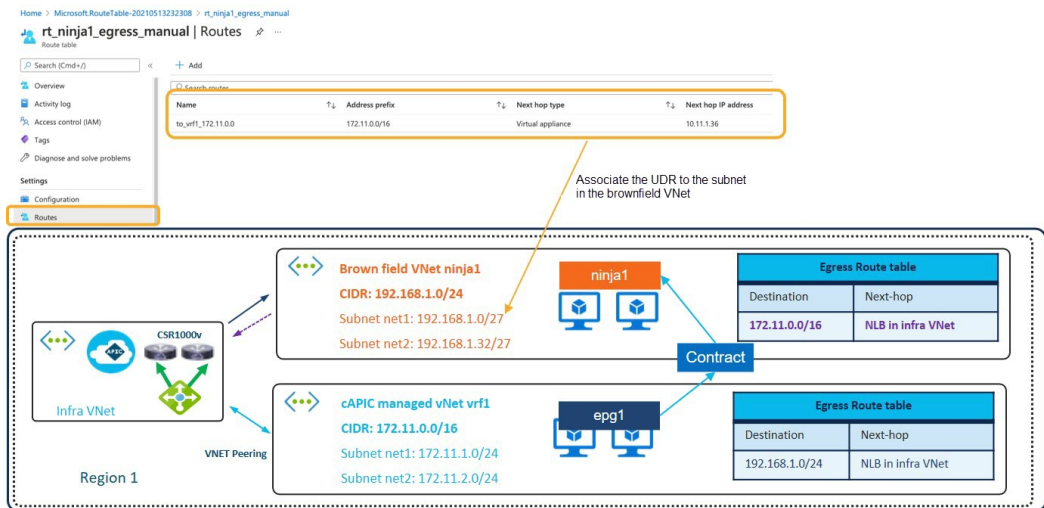 Home > Microsoft.RouteTable-20210513232308 > rt_ninja1_egress_manual
rt_ninja1_egress_manual | Routes
Route table
Search (Cmd+/)
Overview
Activity log
Access control (IAM)
Tags
Diagnose and solve problems
Settings
Configuration
Routes
+ Add
Search routes
Name Address prefix Next hop type Next hop IP address
to_vrf1_172.11.0.0 172.11.0.0/16 Virtual appliance 10.11.1.36
Associate the UDR to the subnet
in the brownfield VNet
Brown field VNet ninja1
CIDR: 192.168.1.0/24
Subnet net1: 192.168.1.0/27
Subnet net2: 192.168.1.32/27
ninja1
Egress Route table
Destination Next-hop
172.11.0.0/16 NLB in infra VNet
CSR1000v
APIC
Infra VNet
Contract
VNET Peering
Region 1
cAPIC managed vNet vrf1
CIDR: 172.11.0.0/16
Subnet net1: 172.11.1.0/24
Subnet net2: 172.11.2.0/24
epg1
Egress Route table
Destination Next-hop
192.168.1.0/24 NLB in infra VNet